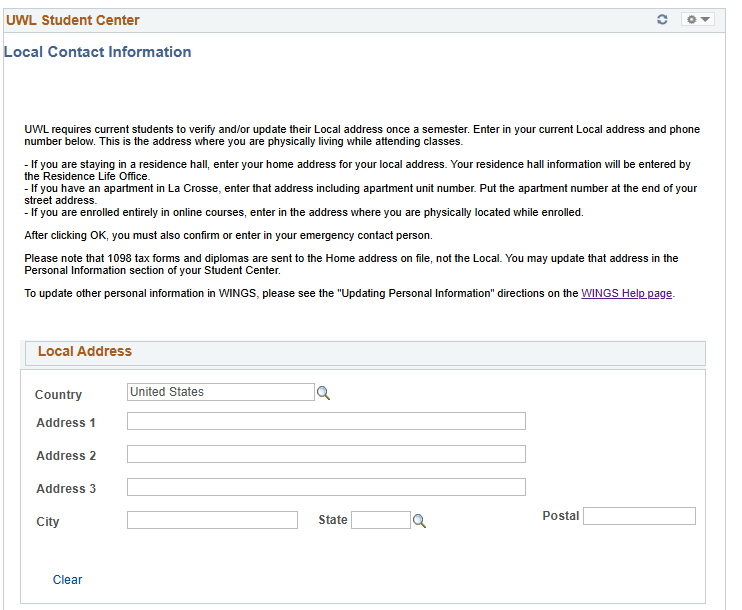 UWL Student Center
Local Contact Information
UWL requires current students to verify and/or update their Local address once a semester. Enter in your current Local address and phone
number below. This is the address where you are physically living while attending classes.
- If you are staying in a residence hall, enter your home address for your local address. Your residence hall information will be entered by
the Residence Life Office.
- If you have an apartment in La Crosse, enter that address including apartment unit number. Put the apartment number at the end of your
street address.
- If you are enrolled entirely in online courses, enter in the address where you are physically located while enrolled.
After clicking OK, you must also confirm or enter in your emergency contact person.
Please note that 1098 tax forms and diplomas are sent to the Home address on file, not the Local. You may update that address in the
Personal Information section of your Student Center.
To update other personal information in WINGS, please see the "Updating Personal Information" directions on the WINGS Help page.
Local Address
Country United States
Address 1
Address 2
Address 3
City State Postal
Clear